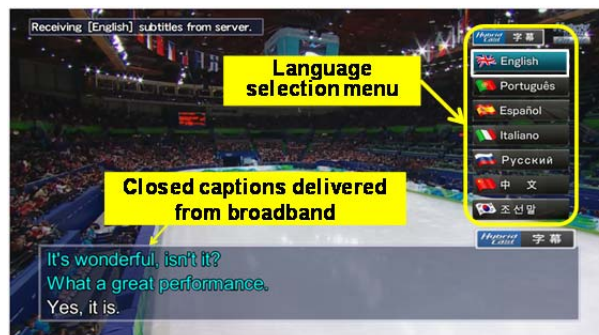 Receiving [English] subtitles from server.
Hybrid Cast 字幕
English
Português
Español
Italiano
Русский
中 文
조선말
Language
selection menu
Closed captions delivered
from broadband
Hybrid Cast 字幕
It's wonderful, isn't it?
What a great performance.
Yes, it is.